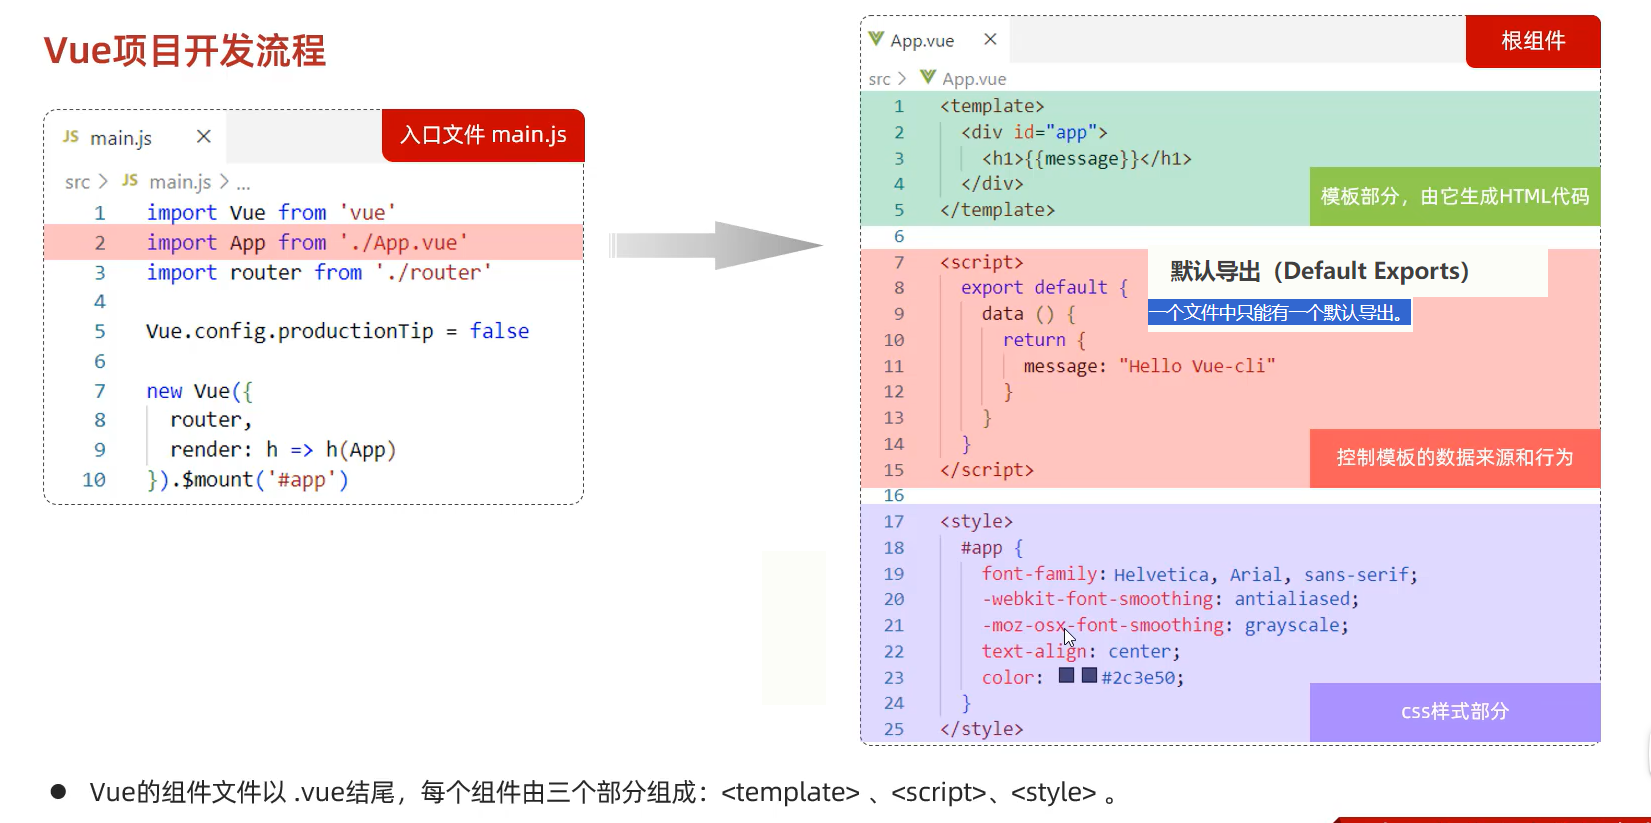 Vue项目开发流程
JS main.js ×
入口文件 main.js
src > JS main.js > ...
1 import Vue from 'vue'
2 import App from './App.vue'
3 import router from './router'
4
5 Vue.config.productionTip = false
6
7 new Vue({
8 router,
9 render: h => h(App)
10 }).$mount('#app')
App.vue ×
根组件
src > App.vue
1 <template>
2 <div id="app">
3 <h1>{{message}}</h1>
4 </div>
5 </template>
模板部分，由它生成HTML代码
6
7 <script>
8 export default {
9 data () {
10 return {
11 message: "Hello Vue-cli"
12 }
13 }
14 }
15 </script>
默认导出（Default Exports）
一个文件中只能有一个默认导出。
控制模板的数据来源和行为
16
17 <style>
18 #app {
19 font-family: Helvetica, Arial, sans-serif;
20 -webkit-font-smoothing: antialiased;
21 -moz-osx-font-smoothing: grayscale;
22 text-align: center;
23 color: #2c3e50;
24 }
25 </style>
css样式部分
● Vue的组件文件以 .vue结尾，每个组件由三个部分组成：<template> 、<script>、<style> 。